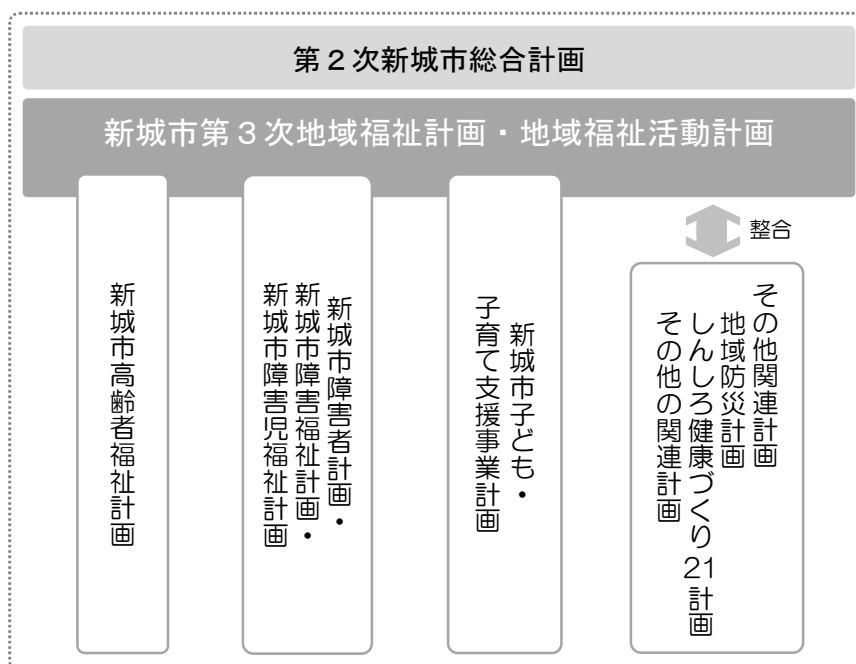 第２次新城市総合計画
新城市第３次地域福祉計画・地域福祉活動計画
新城市高齢者福祉計画
新城市障害者計画・
新城市障害福祉計画・
新城市障害児福祉計画
新城市子ども・
子育て支援事業計画
整合
その他関連計画
地域防災計画
しんしろ健康づくり21計画
その他の関連計画